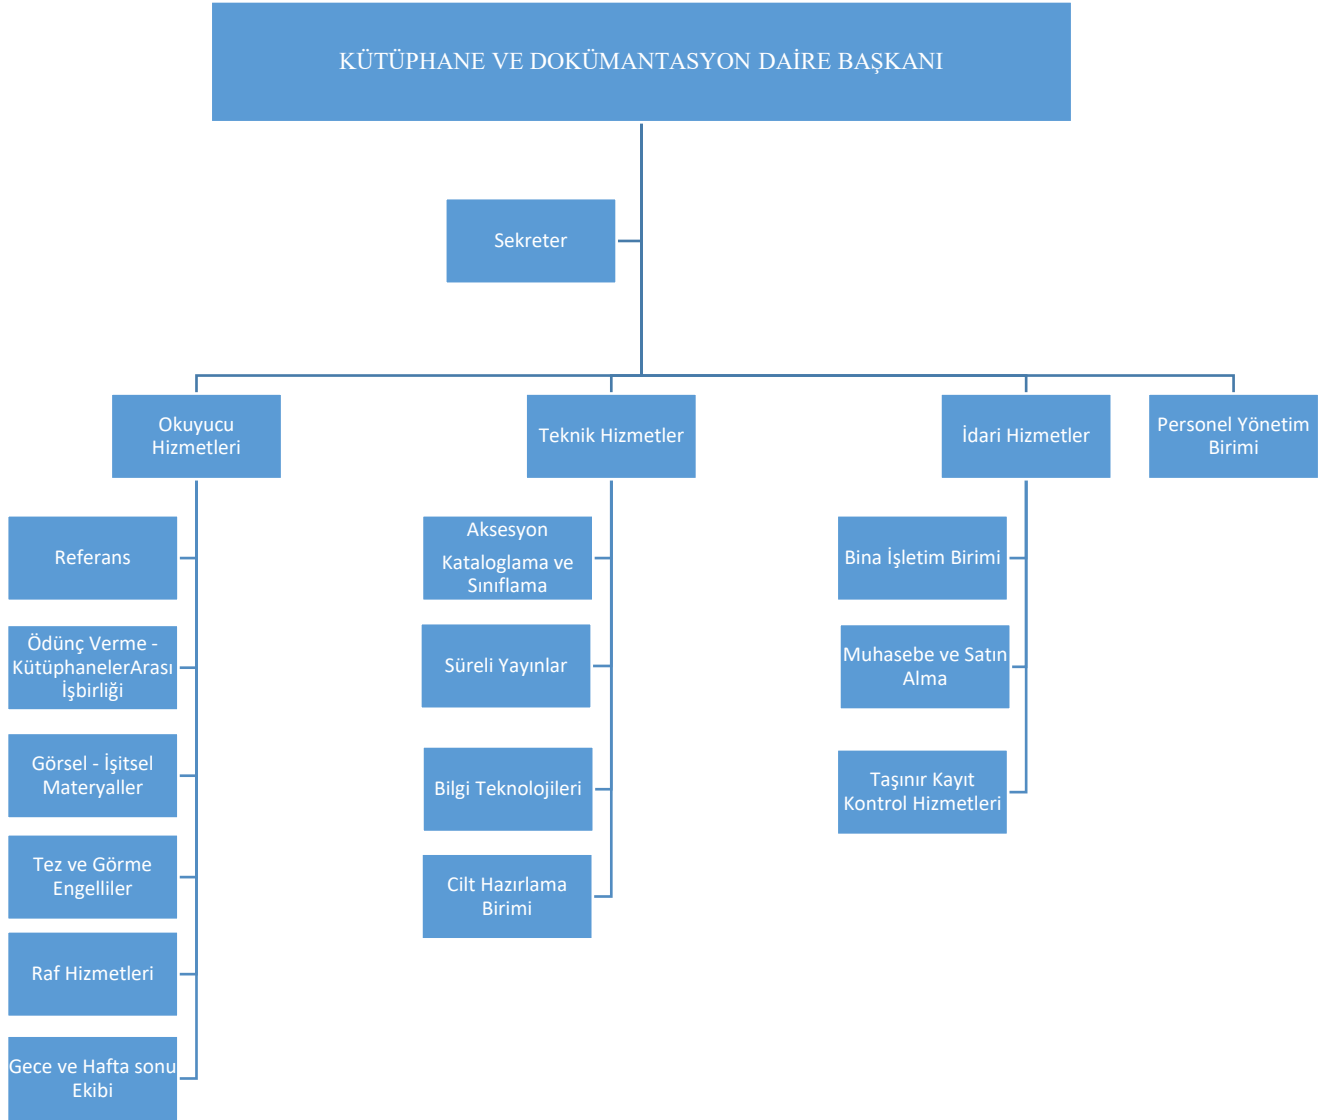 KÜTÜPHANE VE DOKÜMANTASYON DAİRE BAŞKANI
Sekreter
Okuyucu
Hizmetleri
Teknik Hizmetler
İdari Hizmetler
Personel Yönetim
Birimi
Referans
Ödünç Verme -
KütüphanelerArası
İşbirliği
Görsel - İşitsel
Materyaller
Tez ve Görme
Engelliler
Raf Hizmetleri
Gece ve Hafta sonu
Ekibi
Aksesyon
Kataloglama ve
Sınıflama
Süreli Yayınlar
Bilgi Teknolojileri
Cilt Hazırlama
Birimi
Bina İşletim Birimi
Muhasebe ve Satın
Alma
Taşınır Kayıt
Kontrol Hizmetleri